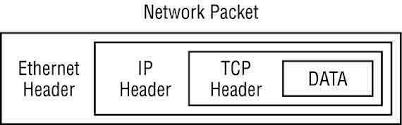 Network Packet
Ethernet Header
IP Header
TCP Header
DATA